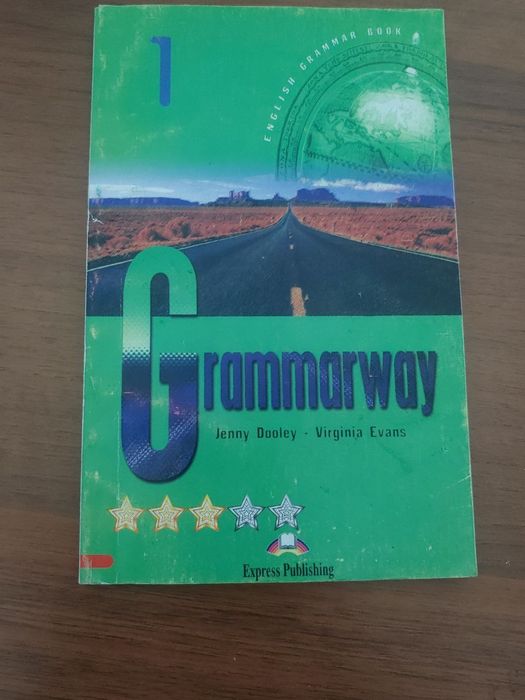 1
ENGLISH GRAMMAR BOOK
Grammarway
Jenny Dooley - Virginia Evans
Express Publishing